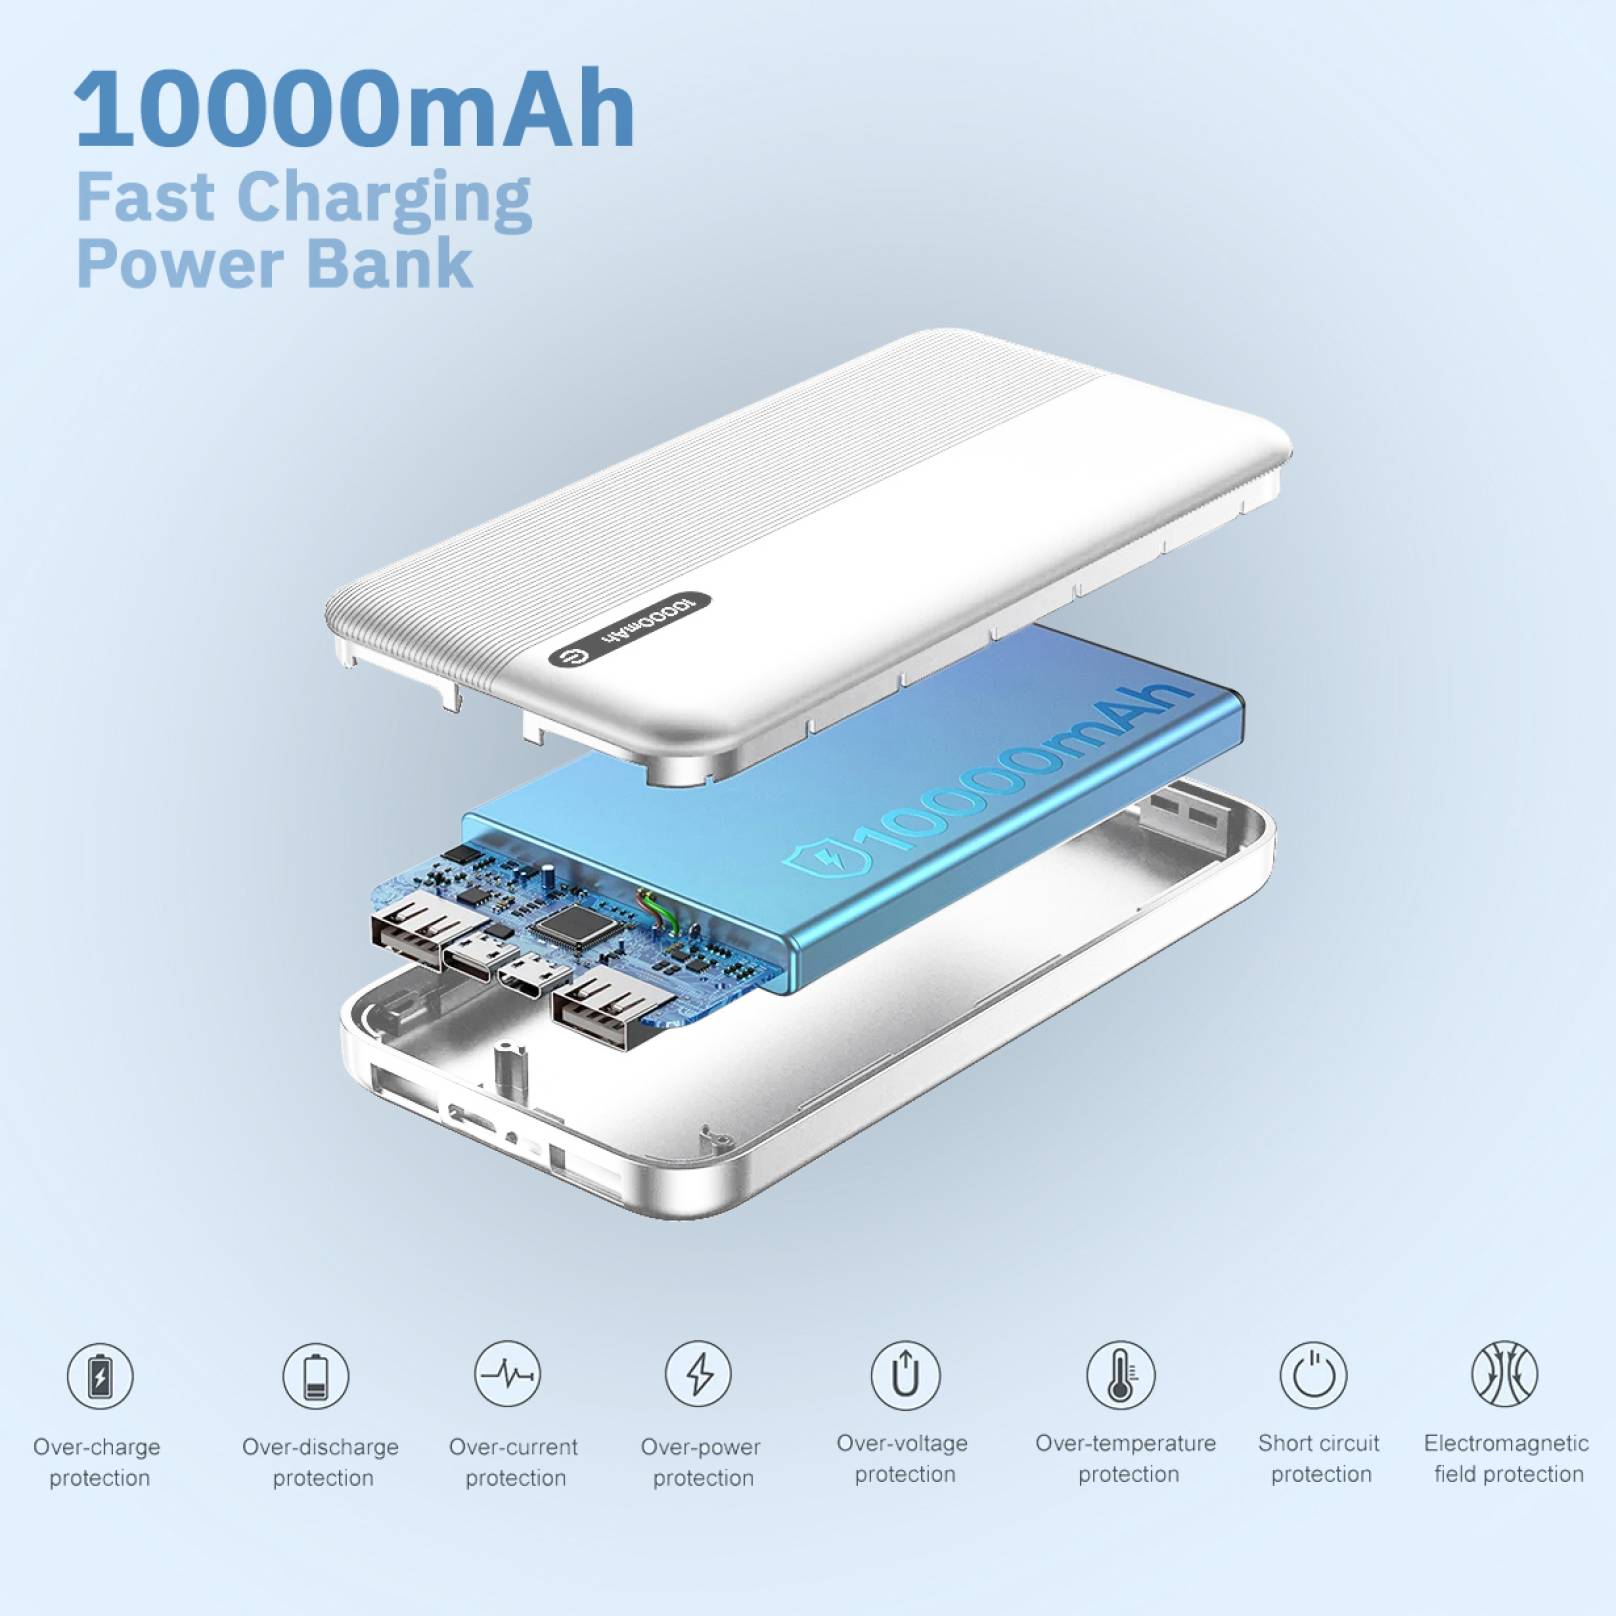 10000mAh
Fast Charging
Power Bank
10000mAh
10000mAh
Over-charge
protection
Over-discharge
protection
Over-current
protection
Over-power
protection
Over-voltage
protection
Over-temperature
protection
Short circuit
protection
Electromagnetic
field protection